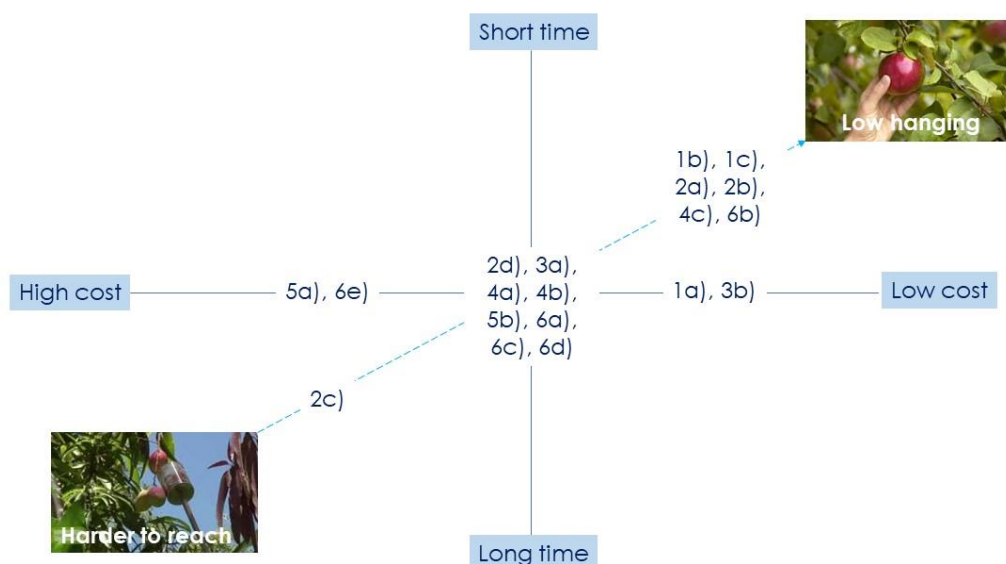 Short time
Low hanging
1b), 1c),
2a), 2b),
4c), 6b)
2d), 3a),
4a), 4b),
5b), 6a),
6c), 6d)
High cost
5a), 6e)
1a), 3b)
Low cost
2c)
Harder to reach
Long time